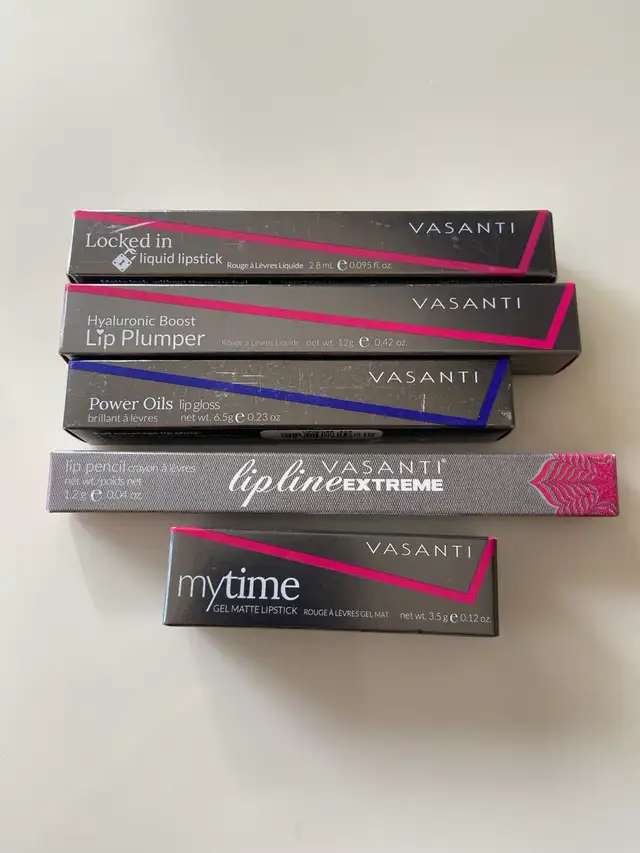 VASANTI
Locked in
liquid lipstick Rouge à Lèvres Liquide 2.8 mL e 0.095 fl. oz.
VASANTI
Hyaluronic Boost
Lip Plumper Rouge à Lèvres Liquide net wt. 12g e 0.42 oz.
VASANTI
Power Oils lip gloss
brillant à lèvres net wt. 6.5g e 0.23 oz
lip pencil crayon à lèvres
net wt./poids net
1.2 g e 0.04 oz.
VASANTI®
lipline EXTREME
VASANTI
mytime
GEL MATTE LIPSTICK ROUGE À LÈVRES GEL MAT net wt. 3.5 g e 0.12 oz.